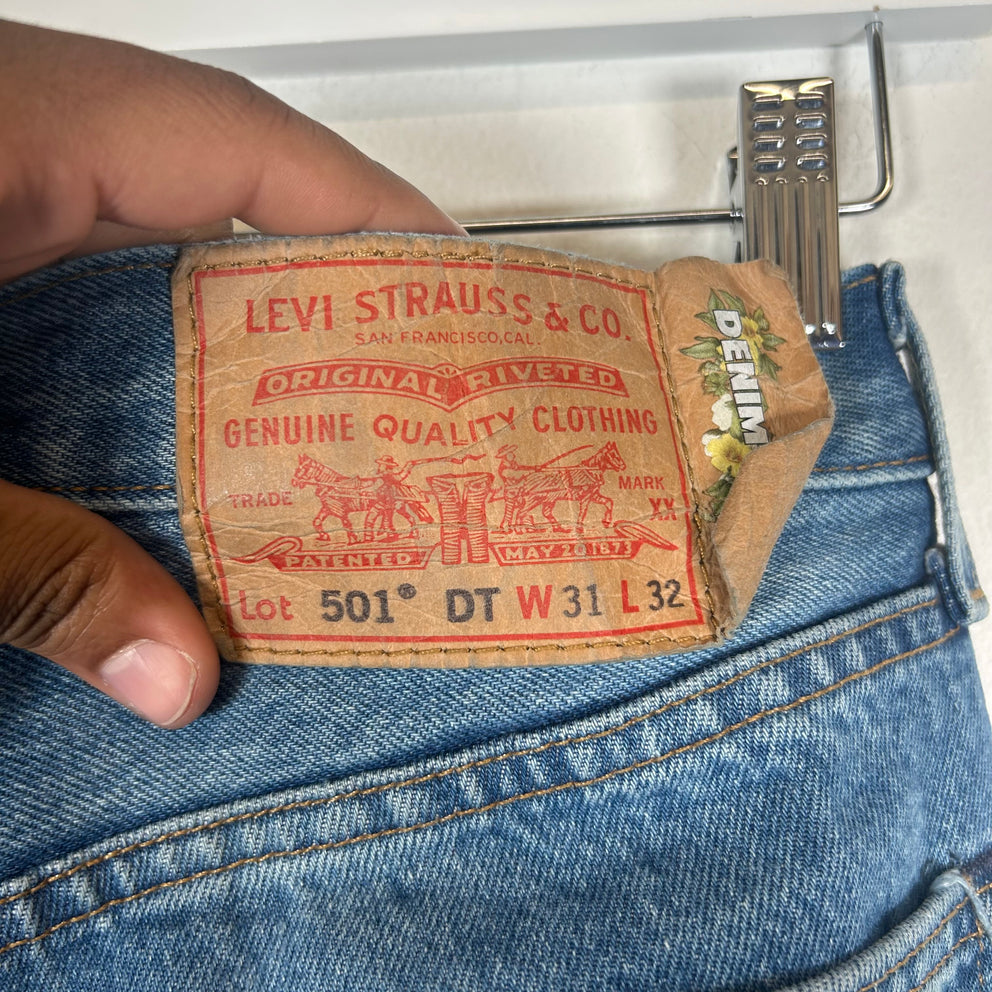 LEVI STRAUSS & CO.
SAN FRANCISCO, CAL.
ORIGINAL RIVETED
GENUINE QUALITY CLOTHING
TRADE MARK
XX
PATENTED MAY 20 1873
Lot 501® DT W 31 L 32
DENIM